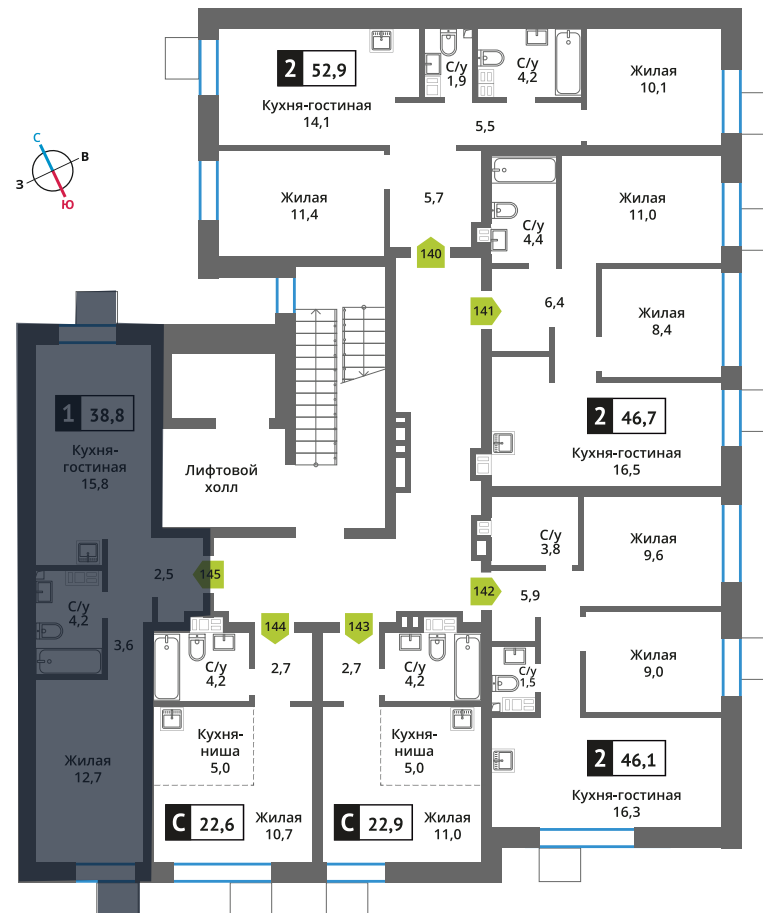 2 52,9
Кухня-гостиная
14,1
С/у
1,9
С/у
4,2
Жилая
10,1
5,5
С
В
З
Ю
Жилая
11,4
5,7
140
С/у
4,4
Жилая
11,0
141
6,4
Жилая
8,4
2 46,7
Кухня-гостиная
16,5
1 38,8
Кухня-
гостиная
15,8
Лифтовой
холл
2,5
145
С/у
4,2
3,6
Жилая
12,7
С/у
3,8
Жилая
9,6
142
5,9
Жилая
9,0
С/у
1,5
2 46,1
Кухня-гостиная
16,3
144
143
С/у
4,2
2,7
2,7
С/у
4,2
Кухня-
ниша
5,0
Кухня-
ниша
5,0
С 22,6
Жилая
10,7
С 22,9
Жилая
11,0